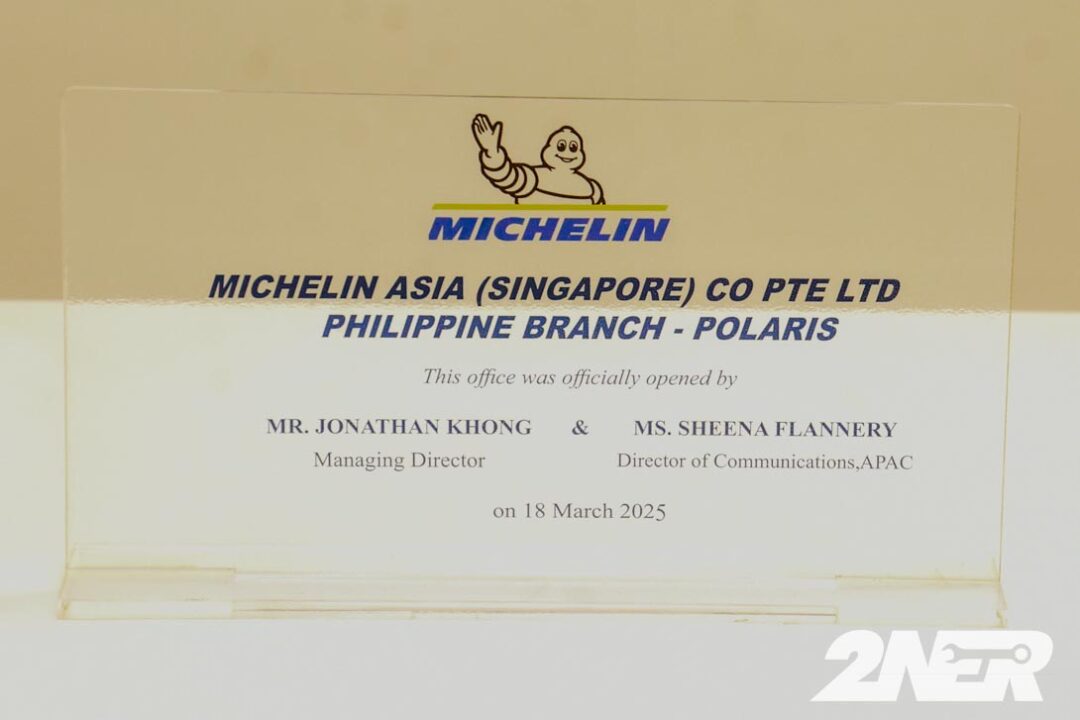 MICHELIN
MICHELIN ASIA (SINGAPORE) CO PTE LTD
PHILIPPINE BRANCH - POLARIS
This office was officially opened by
MR. JONATHAN KHONG & MS. SHEENA FLANNERY
Managing Director Director of Communications,APAC
on 18 March 2025
2NER